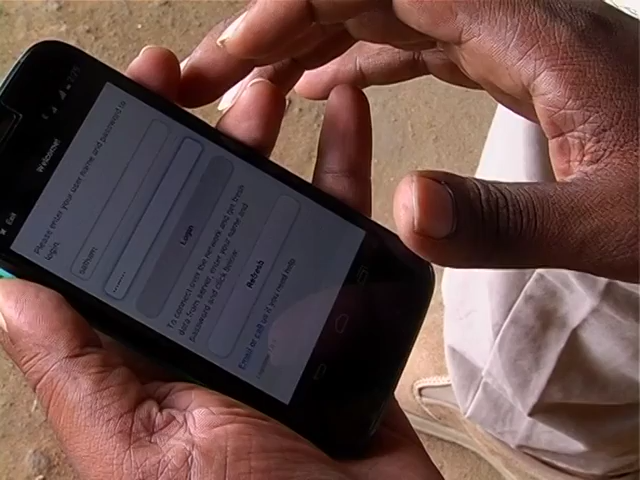 Exit
Welcome!
Please enter your user name and password to
login.
satham
········
Login
To connect over the network and get fresh
data from server, enter your name and
password and click below
Refresh
Email or call us if you need help